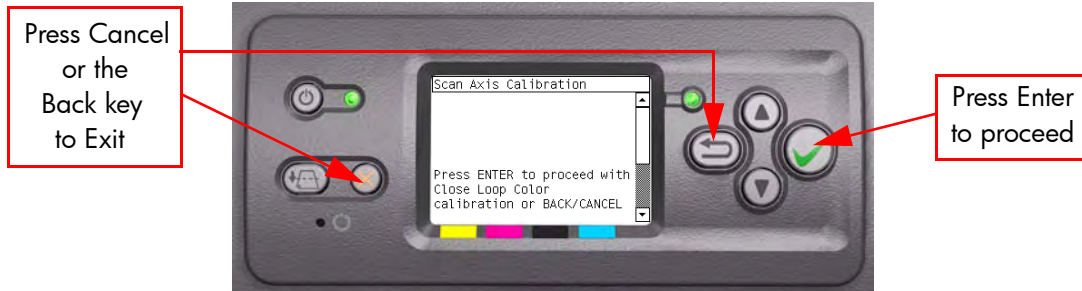 Press Cancel
or the
Back key
to Exit
Scan Axis Calibration
Press ENTER to proceed with
Close Loop Color
calibration or BACK/CANCEL
Press Enter
to proceed